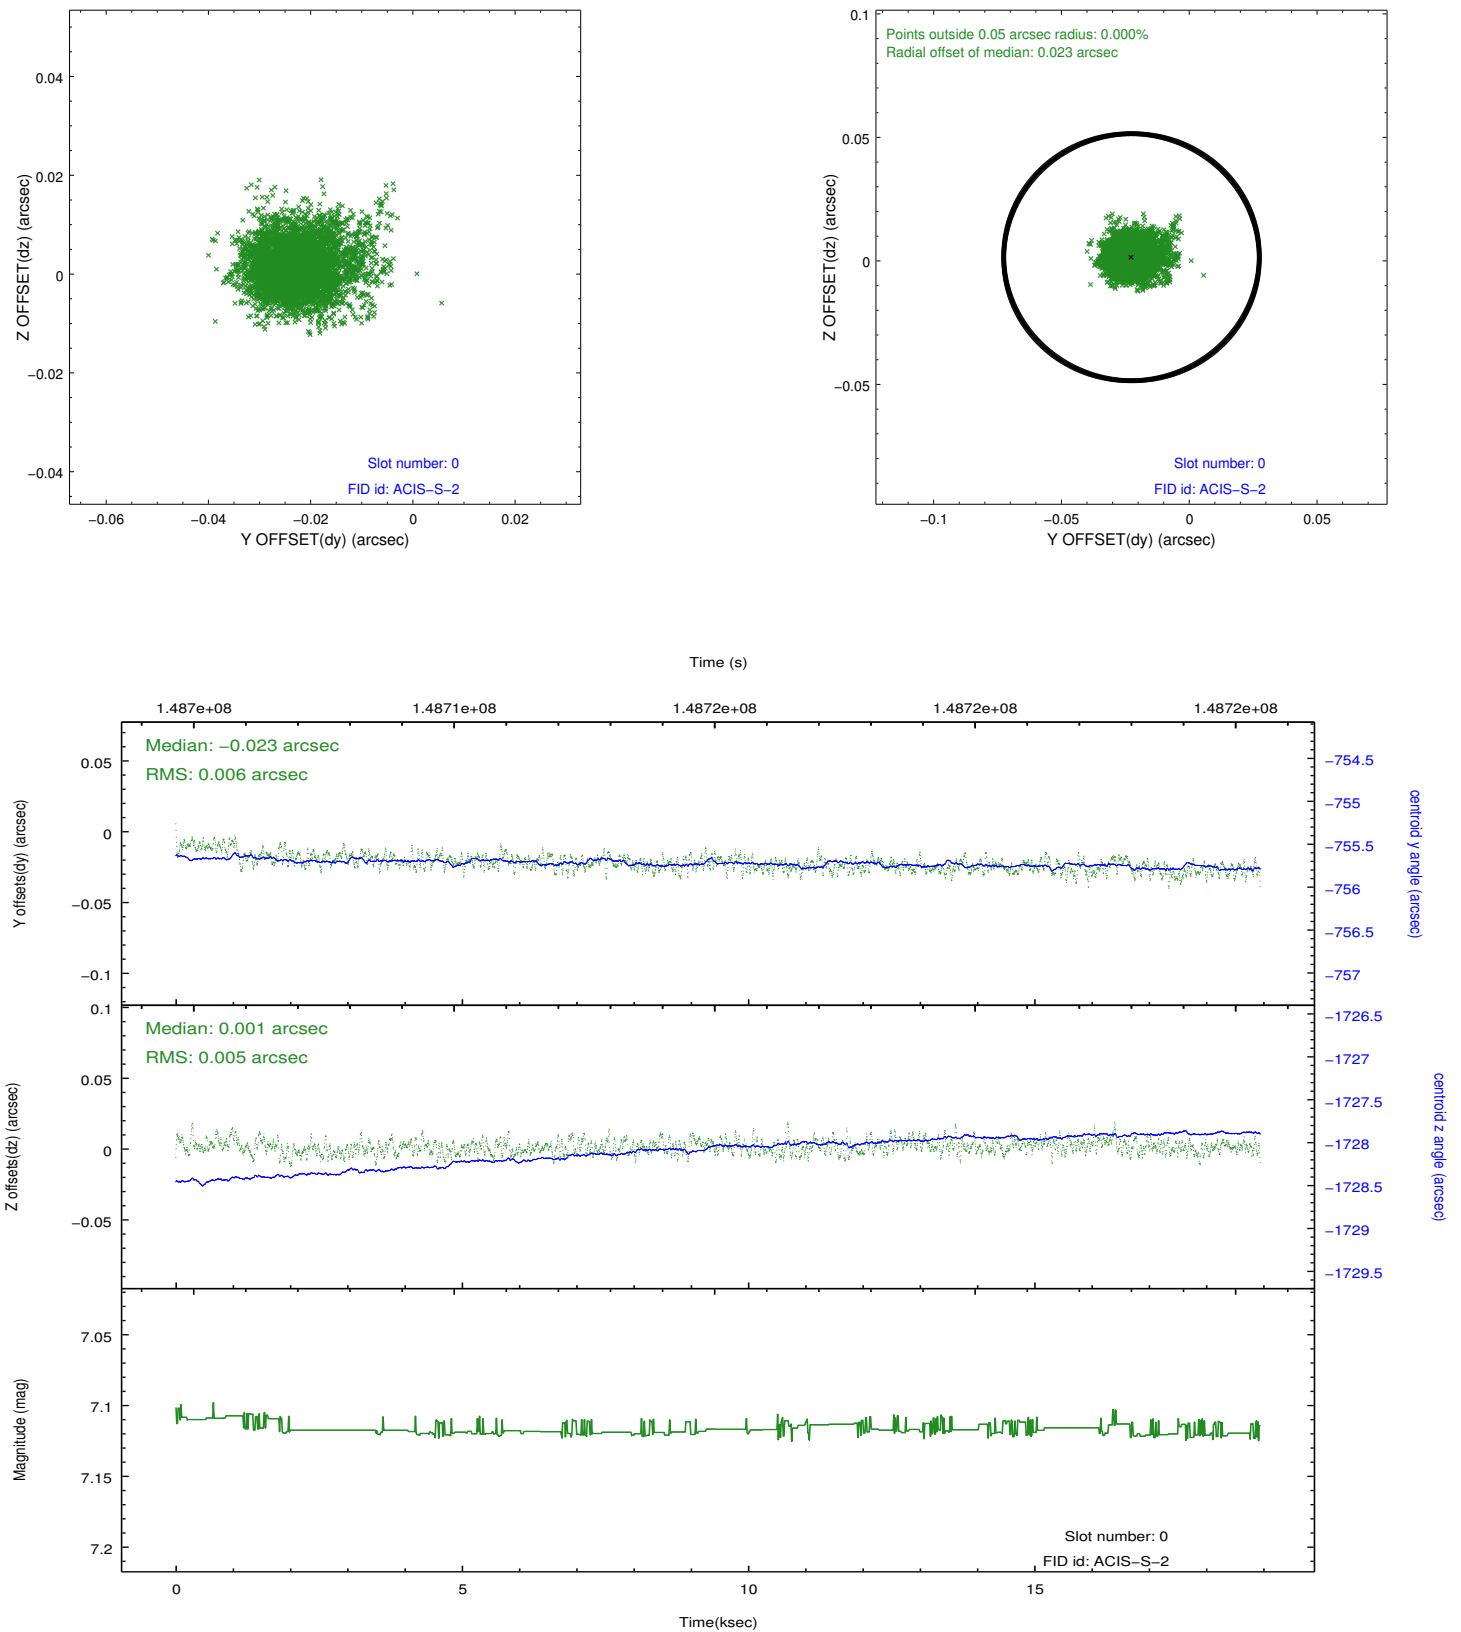 0.04
0.02
0
−0.02
−0.04
Z OFFSET(dz) (arcsec)
Slot number: 0
FID id: ACIS−S−2
−0.06
−0.04
−0.02
0
0.02
Y OFFSET(dy) (arcsec)
Points outside 0.05 arcsec radius: 0.000%
Radial offset of median: 0.023 arcsec
0.1
0.05
0
−0.05
Z OFFSET(dz) (arcsec)
Slot number: 0
FID id: ACIS−S−2
−0.1
−0.05
0
0.05
Y OFFSET(dy) (arcsec)
Time (s)
1.487e+08
1.4871e+08
1.4872e+08
1.4872e+08
1.4872e+08
Median: −0.023 arcsec
RMS: 0.006 arcsec
0.05
0
−0.05
−0.1
Y offsets(dy) (arcsec)
−754.5
−755
−755.5
−756
−756.5
−757
centroid y angle (arcsec)
Median: 0.001 arcsec
RMS: 0.005 arcsec
0.1
0.05
0
−0.05
Z offsets(dz) (arcsec)
−1726.5
−1727
−1727.5
−1728
−1728.5
−1729
−1729.5
centroid z angle (arcsec)
7.05
7.1
7.15
7.2
Magnitude (mag)
Slot number: 0
FID id: ACIS−S−2
0
5
10
15
Time(ksec)